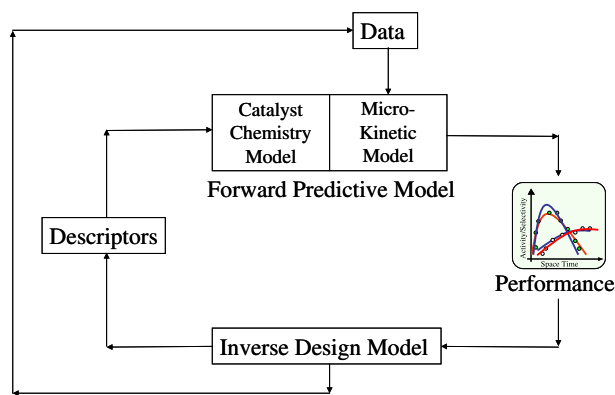 Data
Catalyst
Chemistry
Model
Micro-
Kinetic
Model
Forward Predictive Model
Descriptors
Activity/Selectivity
Space Time
Performance
Inverse Design Model